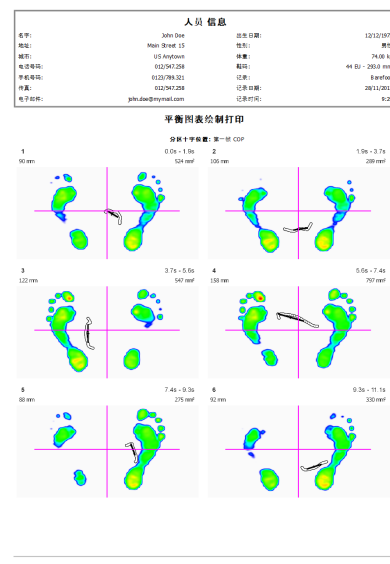 人员 信息
名字: John Doe 出生日期: 12/12/197
地址: Main Street 15 性别: 男性
城市: US Anytown 体重: 74.00 k
电话号码: 012/547.258 鞋码: 44 EU - 293.0 mm
手机号码: 0123/789.321 记录: Barefoo
传真: 012/547.258 记录日期: 28/11/201
电子邮件: john.doe@mymail.com 记录时间: 9:2
平衡图表绘制打印
分区十字位置: 第一帧 COP
1 0.0s - 1.9s 2 1.9s - 3.7s
90 mm 524 mm² 106 mm 289 mm²
3 3.7s - 5.6s 4 5.6s - 7.4s
122 mm 547 mm² 158 mm 797 mm²
5 7.4s - 9.3s 6 9.3s - 11.1s
88 mm 275 mm² 92 mm 330 mm²